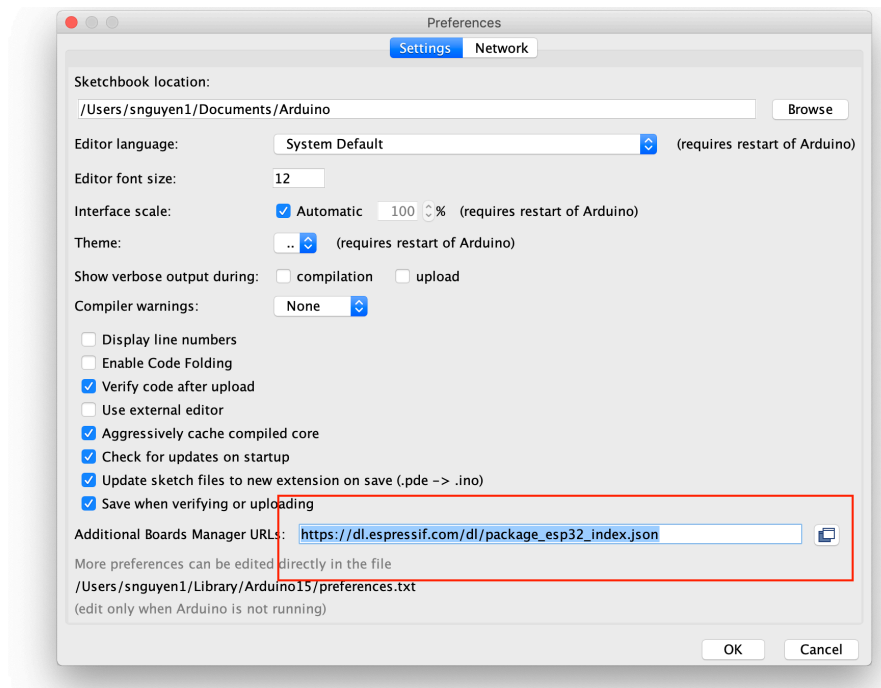 Preferences
Settings Network
Sketchbook location:
/Users/snguyen1/Documents/Arduino Browse
Editor language: System Default (requires restart of Arduino)
Editor font size: 12
Interface scale: Automatic 100 % (requires restart of Arduino)
Theme: .. (requires restart of Arduino)
Show verbose output during: compilation upload
Compiler warnings: None
Display line numbers
Enable Code Folding
Verify code after upload
Use external editor
Aggressively cache compiled core
Check for updates on startup
Update sketch files to new extension on save (.pde -> .ino)
Save when verifying or uploading
Additional Boards Manager URLs: https://dl.espressif.com/dl/package_esp32_index.json
More preferences can be edited directly in the file
/Users/snguyen1/Library/Arduino15/preferences.txt
(edit only when Arduino is not running)
OK Cancel